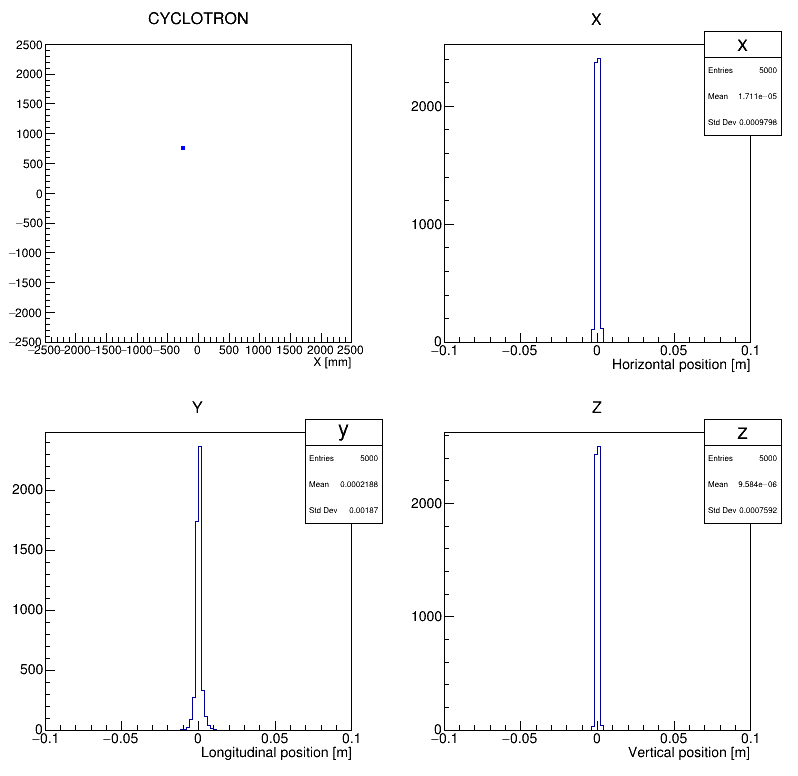 CYCLOTRON
2500
2000
1500
1000
500
0
−500
−1000
−1500
−2000
−2500
−2500−2000−1500−1000−500 0 500 1000 1500 2000 2500
X [mm]
X
x
Entries 5000
Mean 1.711e−05
Std Dev 0.0009798
2000
1000
0
−0.1 −0.05 0 0.05 0.1
Horizontal position [m]
Y
y
Entries 5000
Mean 0.0002188
Std Dev 0.00187
2000
1500
1000
500
0
−0.1 −0.05 0 0.05 0.1
Longitudinal position [m]
Z
z
Entries 5000
Mean 9.584e−06
Std Dev 0.0007592
2000
1000
0
−0.1 −0.05 0 0.05 0.1
Vertical position [m]